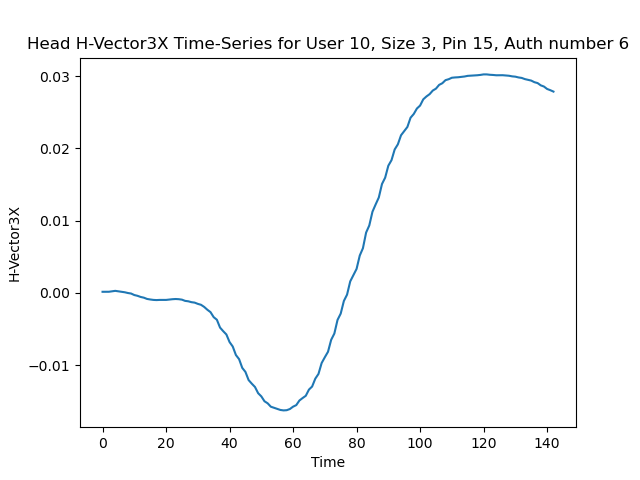 Head H-Vector3X Time-Series for User 10, Size 3, Pin 15, Auth number 6
0.03
0.02
0.01
0.00
−0.01
H-Vector3X
0 20 40 60 80 100 120 140
Time